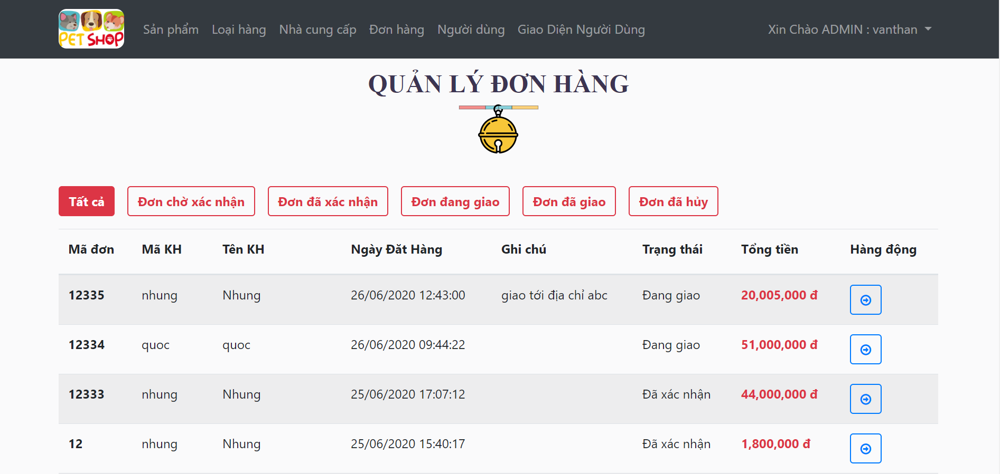 PET SHOP
Sản phẩm Loại hàng Nhà cung cấp Đơn hàng Người dùng Giao Diện Người Dùng Xin Chào ADMIN : vanthan
QUẢN LÝ ĐƠN HÀNG
Tất cả Đơn chờ xác nhận Đơn đã xác nhận Đơn đang giao Đơn đã giao Đơn đã hủy
Mã đơn Mã KH Tên KH Ngày Đăt Hàng Ghi chú Trạng thái Tổng tiền Hàng động
12335 nhung Nhung 26/06/2020 12:43:00 giao tới địa chỉ abc Đang giao 20,005,000 đ
12334 quoc quoc 26/06/2020 09:44:22 Đang giao 51,000,000 đ
12333 nhung Nhung 25/06/2020 17:07:12 Đã xác nhận 44,000,000 đ
12 nhung Nhung 25/06/2020 15:40:17 Đã xác nhận 1,800,000 đ